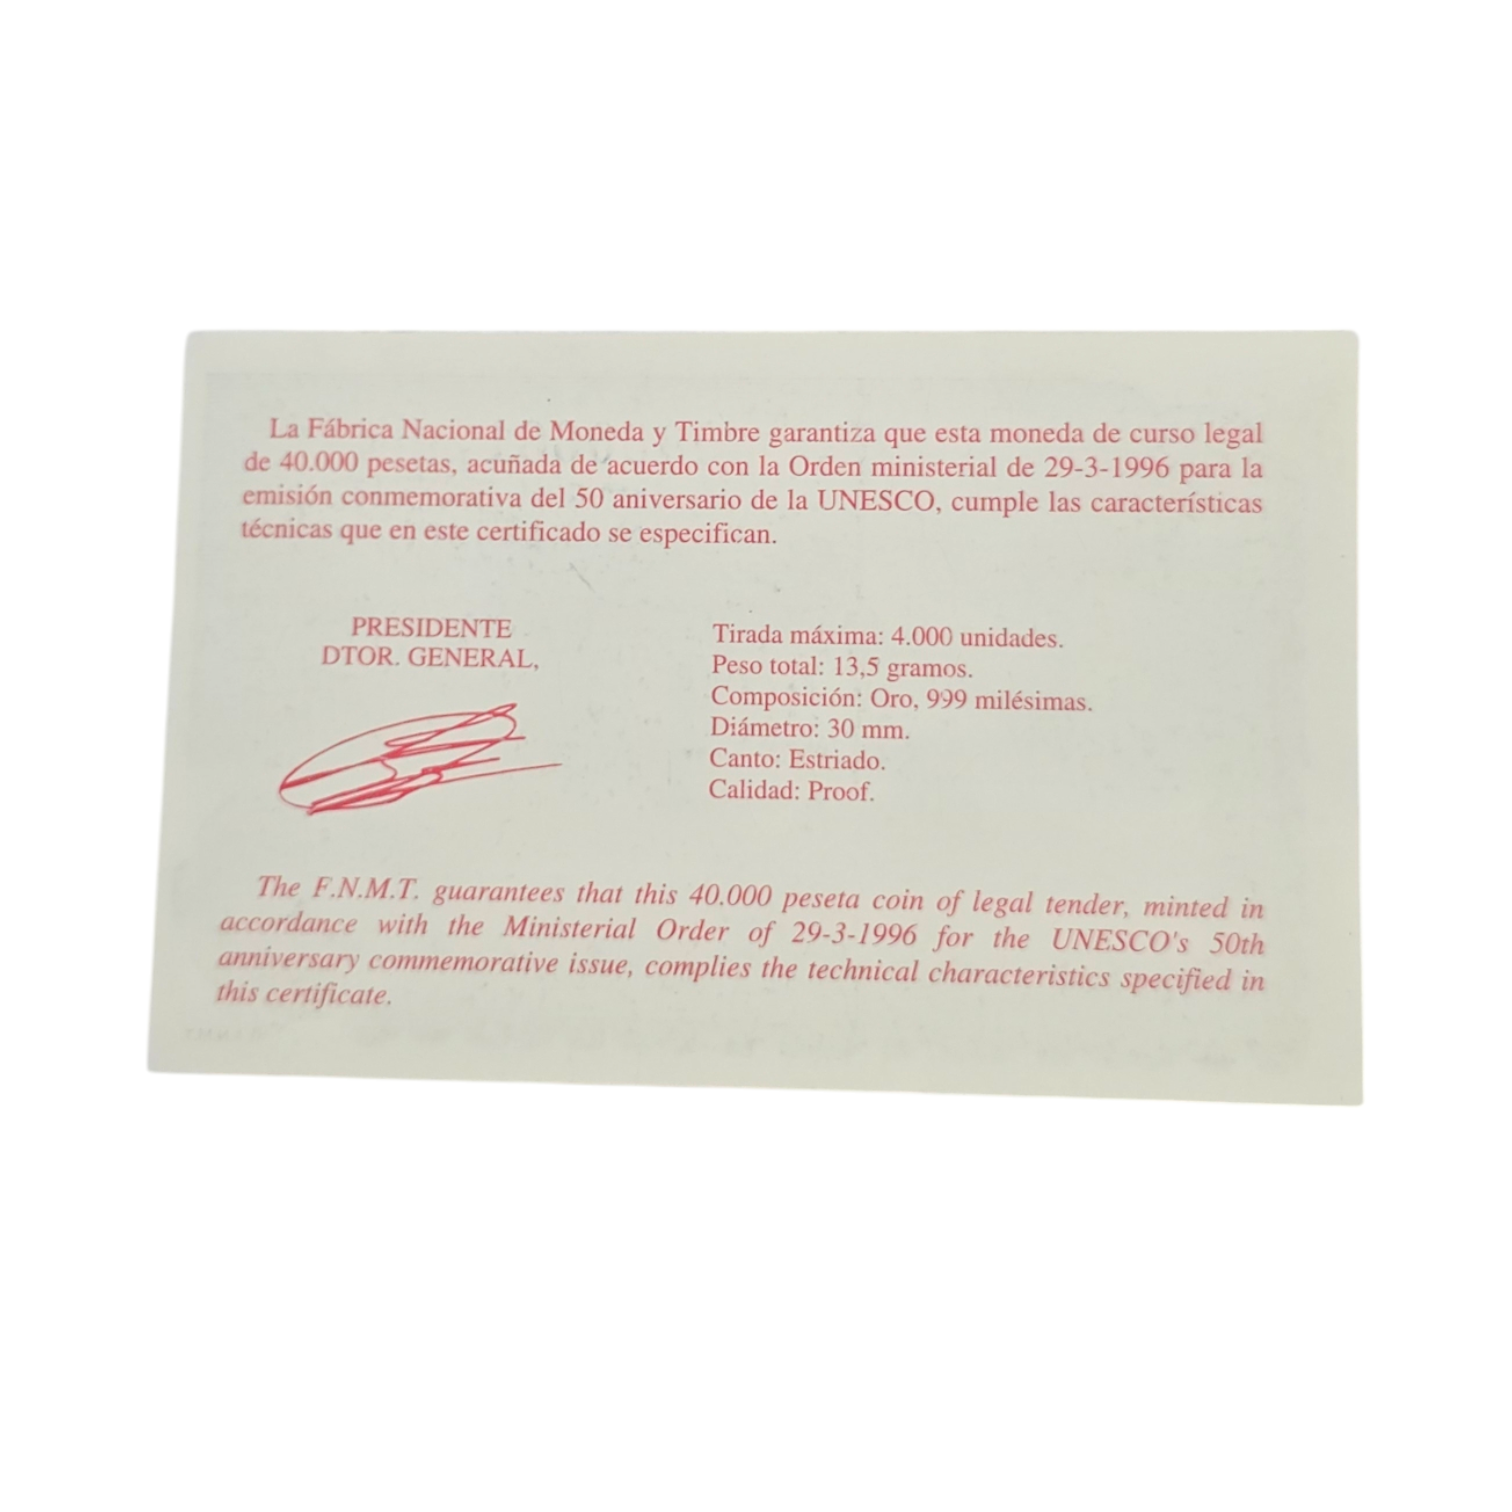 La Fábrica Nacional de Moneda y Timbre garantiza que esta moneda de curso legal
de 40.000 pesetas, acuñada de acuerdo con la Orden ministerial de 29-3-1996 para la
emisión conmemorativa del 50 aniversario de la UNESCO, cumple las características
técnicas que en este certificado se especifican.
PRESIDENTE
DTOR. GENERAL,
Tirada máxima: 4.000 unidades.
Peso total: 13,5 gramos.
Composición: Oro, 999 milésimas.
Diámetro: 30 mm.
Canto: Estriado.
Calidad: Proof.
The F.N.M.T. guarantees that this 40.000 peseta coin of legal tender, minted in
accordance with the Ministerial Order of 29-3-1996 for the UNESCO's 50th
anniversary commemorative issue, complies the technical characteristics specified in
this certificate.